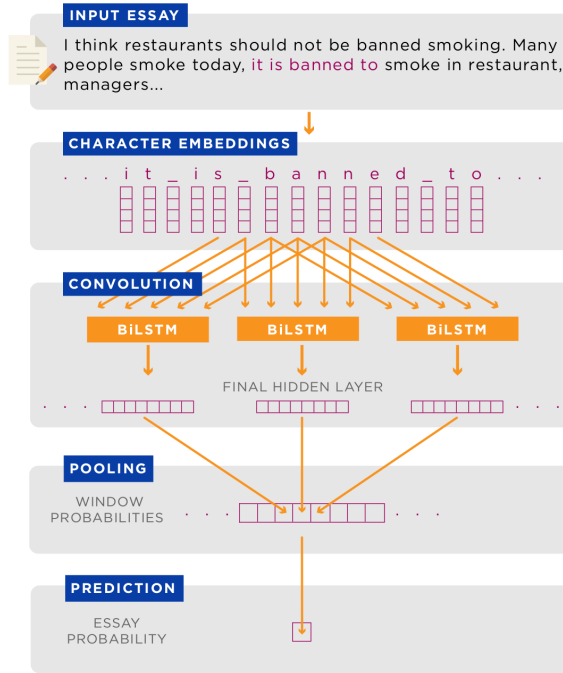 INPUT ESSAY
I think restaurants should not be banned smoking. Many
people smoke today, it is banned to smoke in restaurant,
managers...
CHARACTER EMBEDDINGS
. . . i t _ i s _ b a n n e d _ t o . . .
CONVOLUTION
BiLSTM BiLSTM BiLSTM
FINAL HIDDEN LAYER
. . . . . .
POOLING
WINDOW
PROBABILITIES . . . . . .
PREDICTION
ESSAY
PROBABILITY